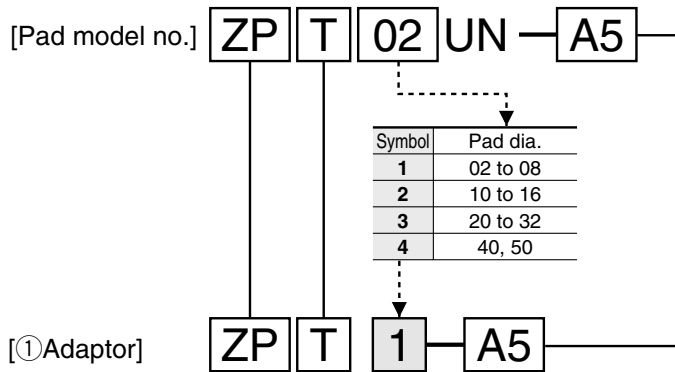 [Pad model no.] ZP T 02 UN — A5
Symbol Pad dia.
1 02 to 08
2 10 to 16
3 20 to 32
4 40, 50
[①Adaptor] ZP T 1 — A5